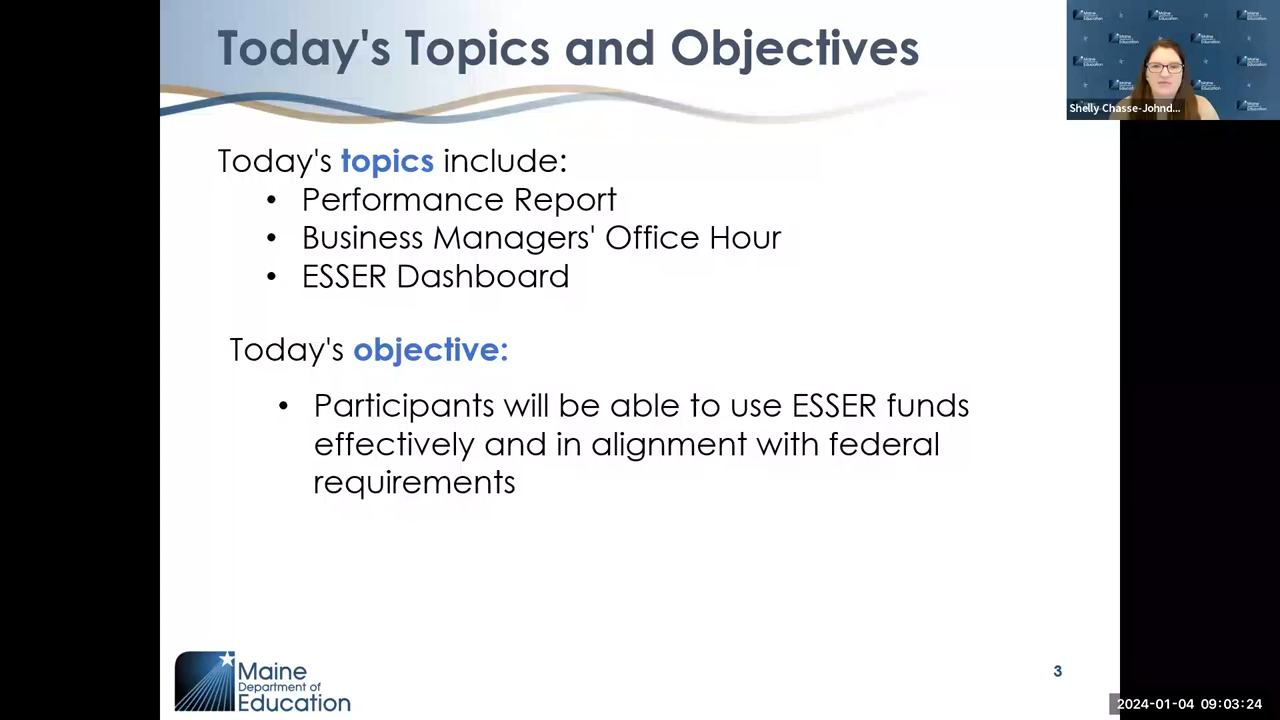 Today's Topics and Objectives
Today's topics include:
• Performance Report
• Business Managers' Office Hour
• ESSER Dashboard
Today's objective:
• Participants will be able to use ESSER funds
effectively and in alignment with federal
requirements
Maine
Department of
Education
3
Shelly Chasse-Johnd...
2024-01-04 09:03:24